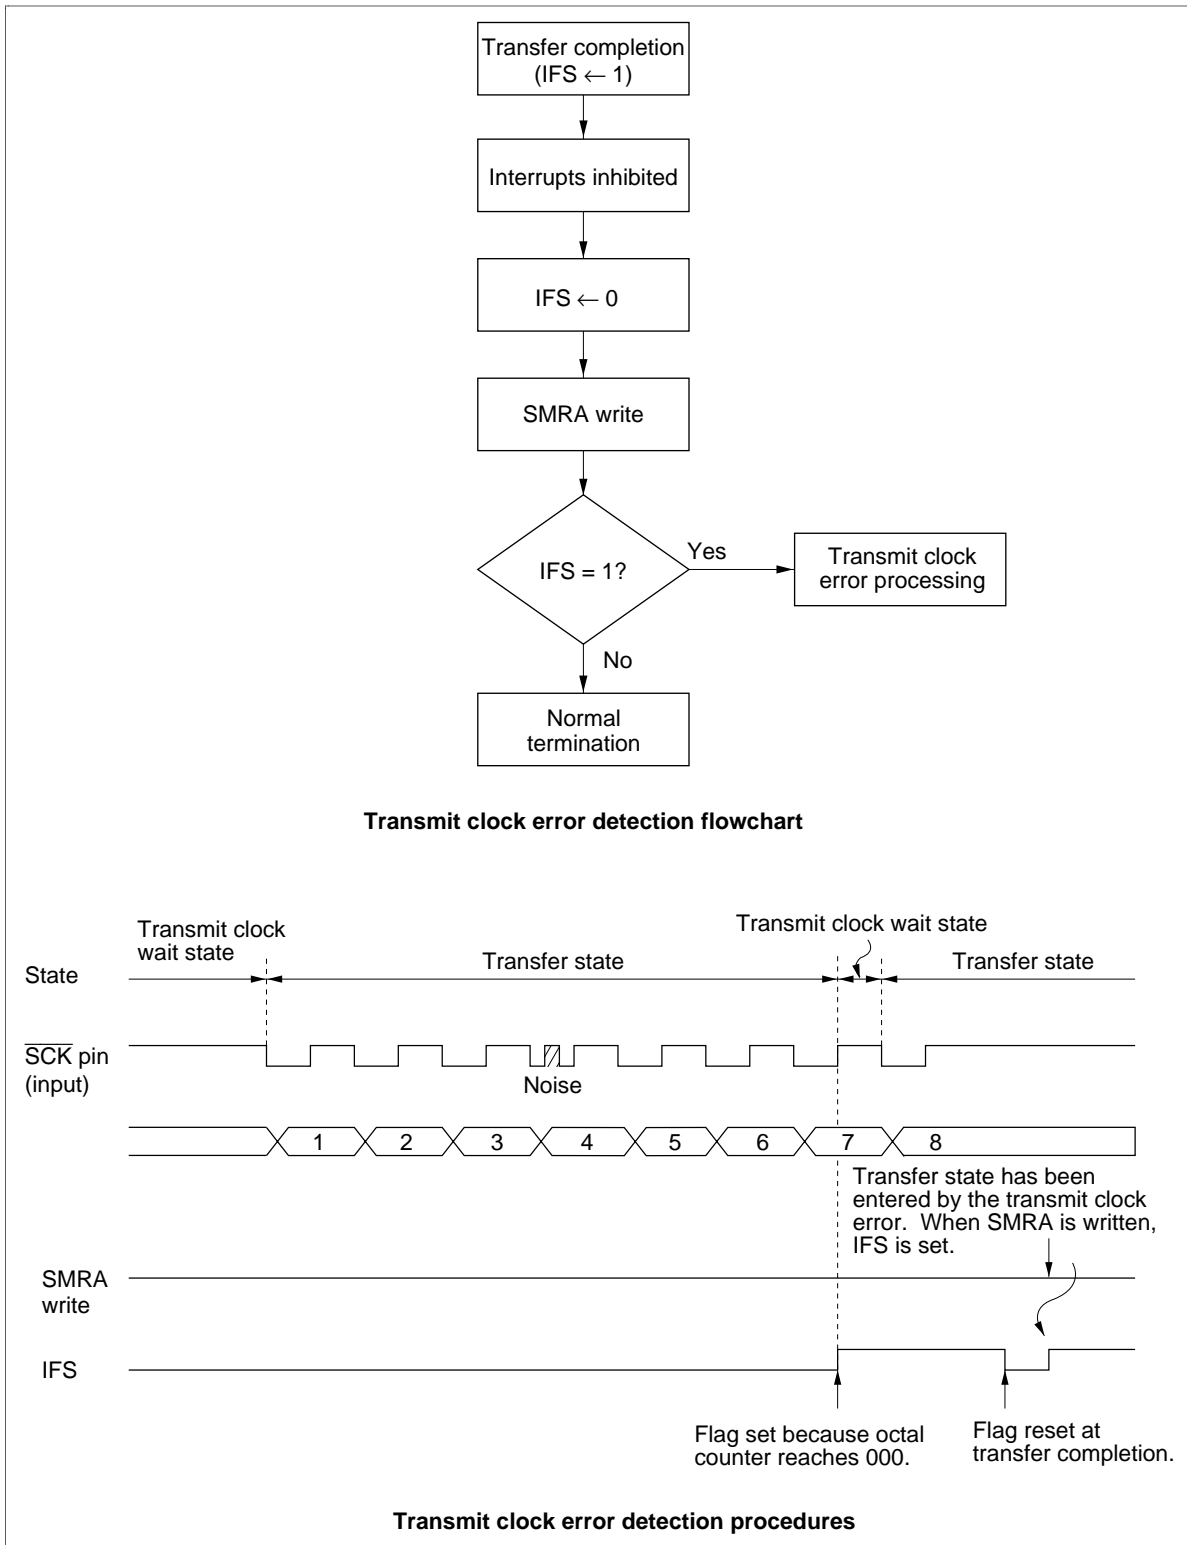 Transfer completion
(IFS ← 1)
Interrupts inhibited
IFS ← 0
SMRA write
IFS = 1?
Yes
Transmit clock
error processing
No
Normal
termination
Transmit clock error detection flowchart
Transmit clock
wait state
Transmit clock wait state
State
Transfer state
Transfer state
SCK pin
(input)
Noise
1 2 3 4 5 6 7 8
Transfer state has been
entered by the transmit clock
error. When SMRA is written,
IFS is set.
SMRA
write
IFS
Flag set because octal
counter reaches 000.
Flag reset at
transfer completion.
Transmit clock error detection procedures